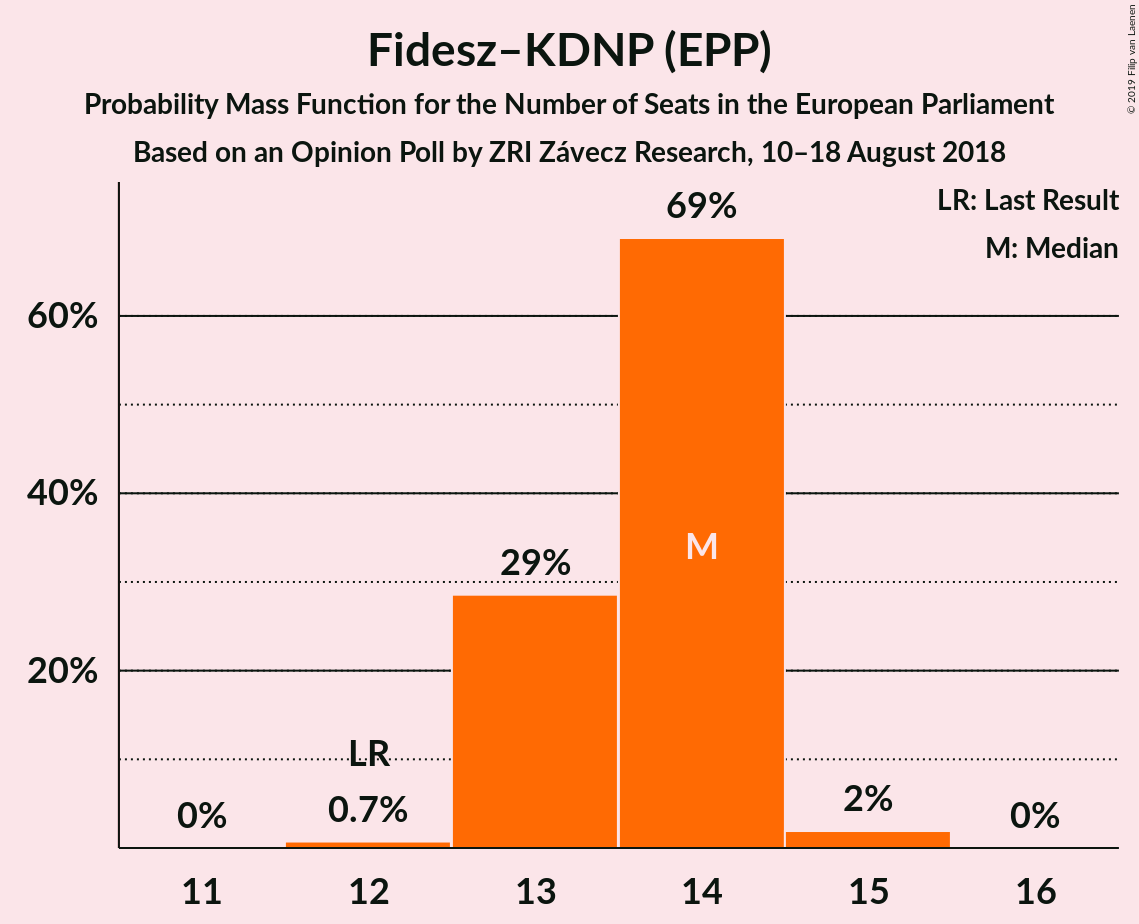 Fidesz–KDNP (EPP)
Probability Mass Function for the Number of Seats in the European Parliament
Based on an Opinion Poll by ZRI Závecz Research, 10–18 August 2018
© 2019 Filip van Laenen
LR: Last Result
M: Median
69%
60%
40%
M
29%
20%
LR
0%
0.7%
2%
0%
11 12 13 14 15 16